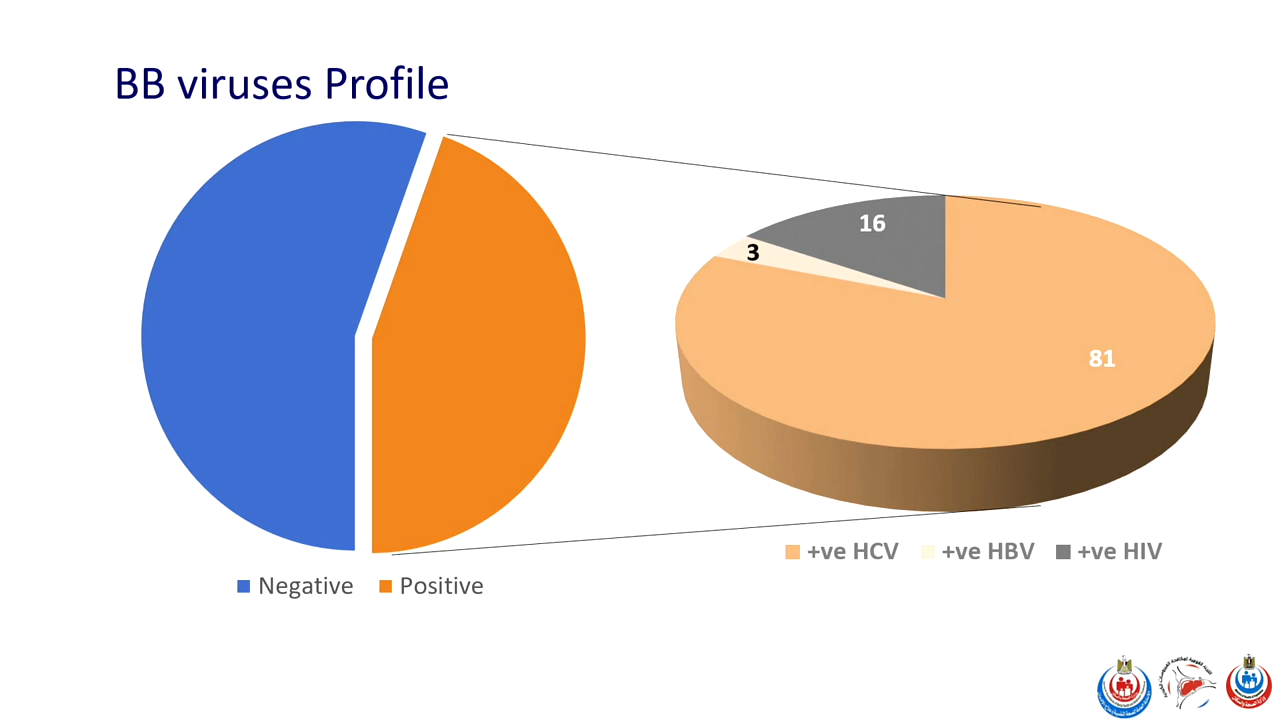 BB viruses Profile
16
3
81
+ve HCV +ve HBV +ve HIV
Negative Positive